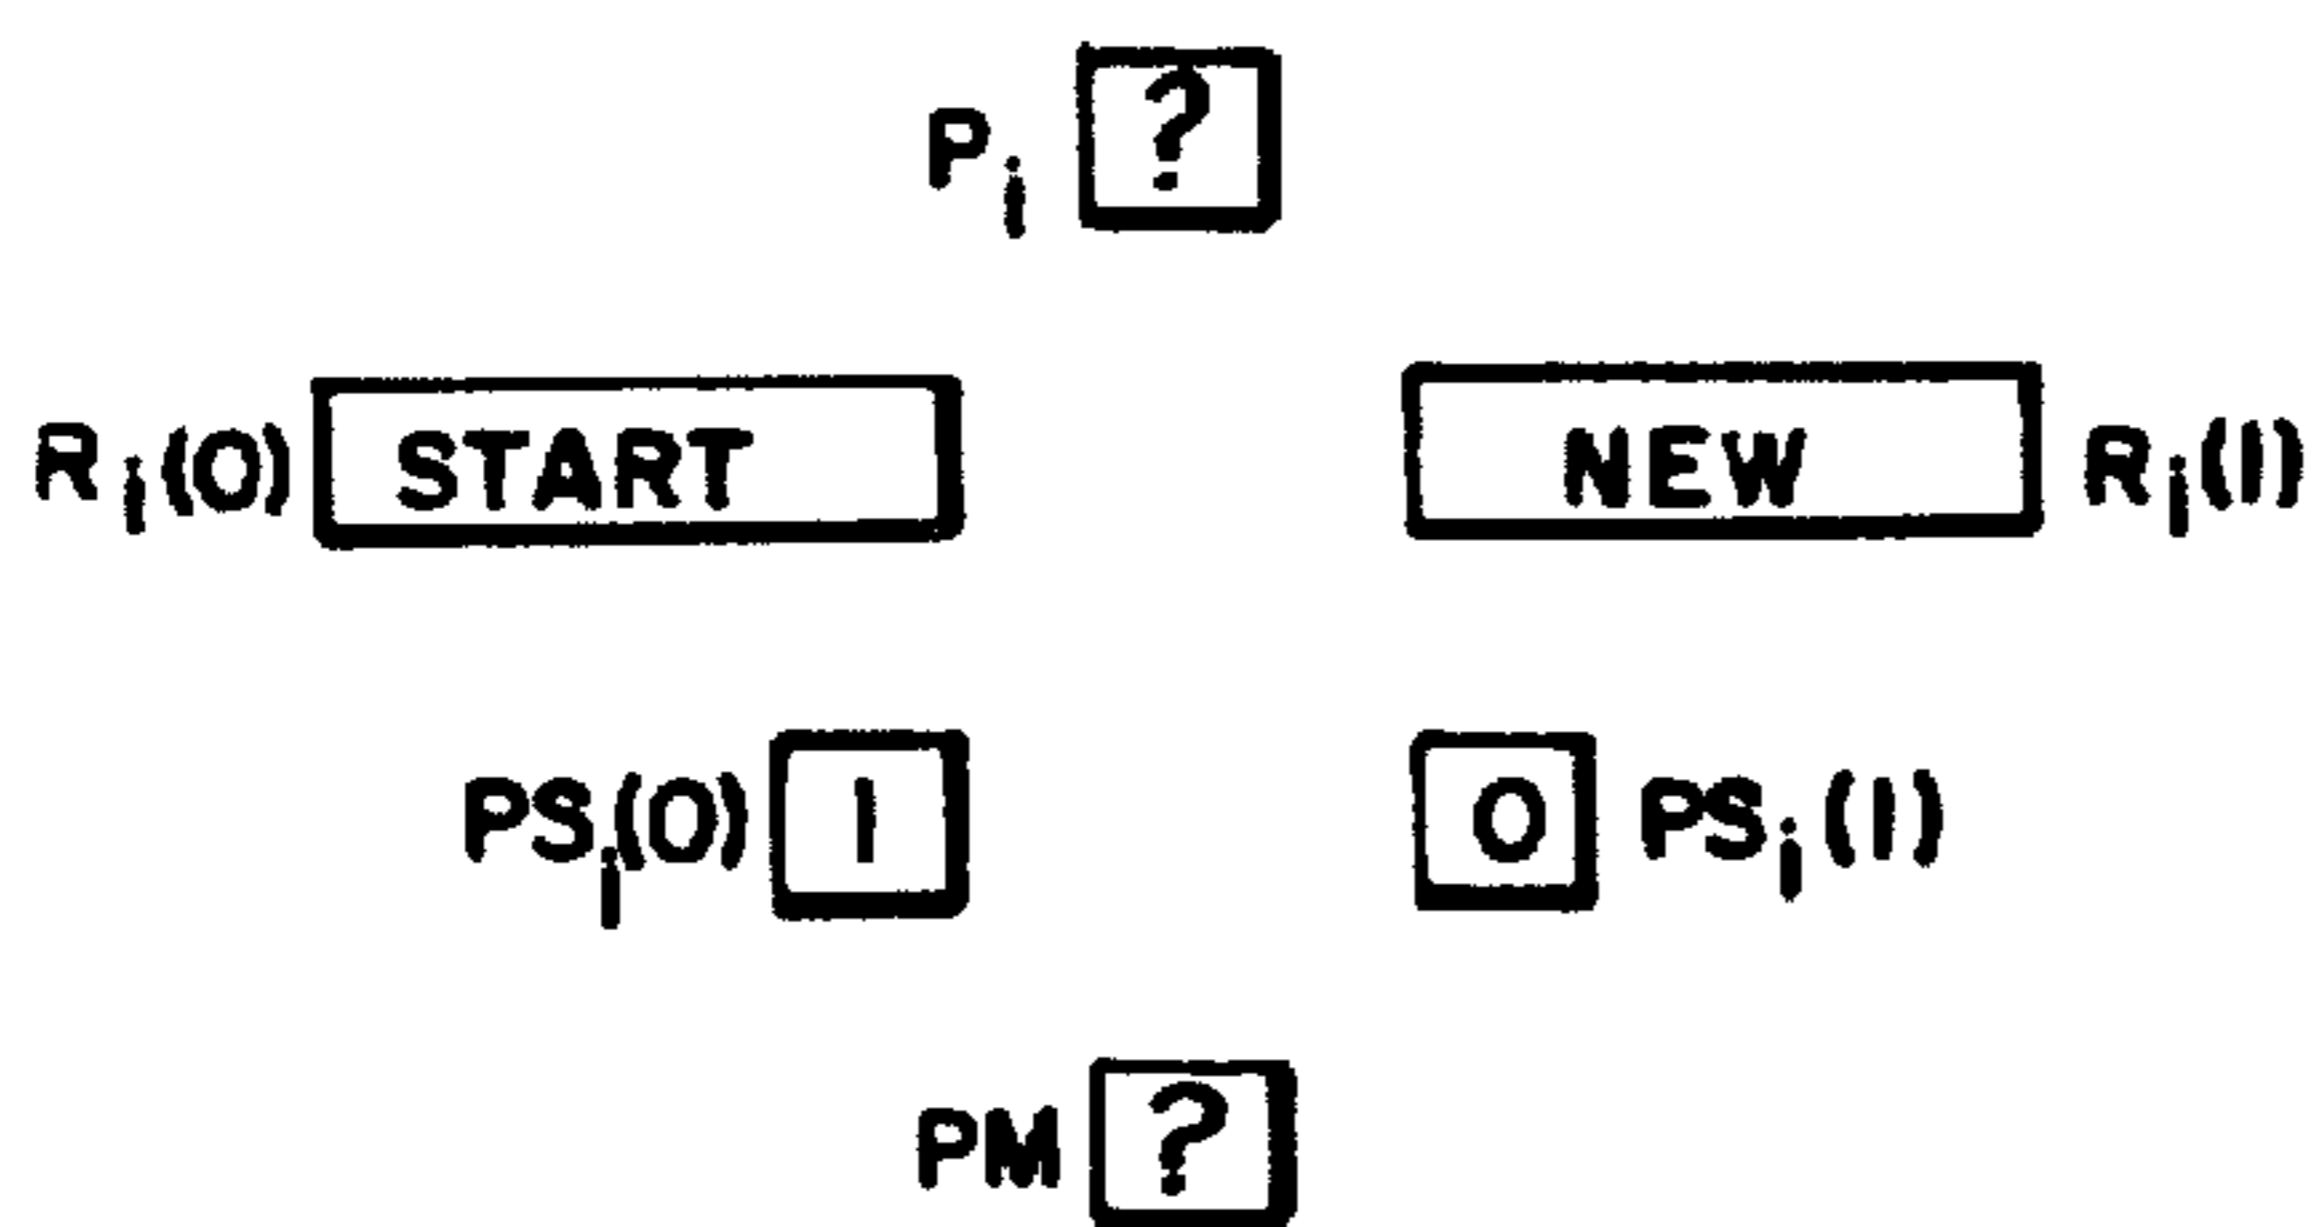 Pi ?
Ri(0) START NEW Ri(1)
PSi(0) 1 0 PSi(1)
PM ?